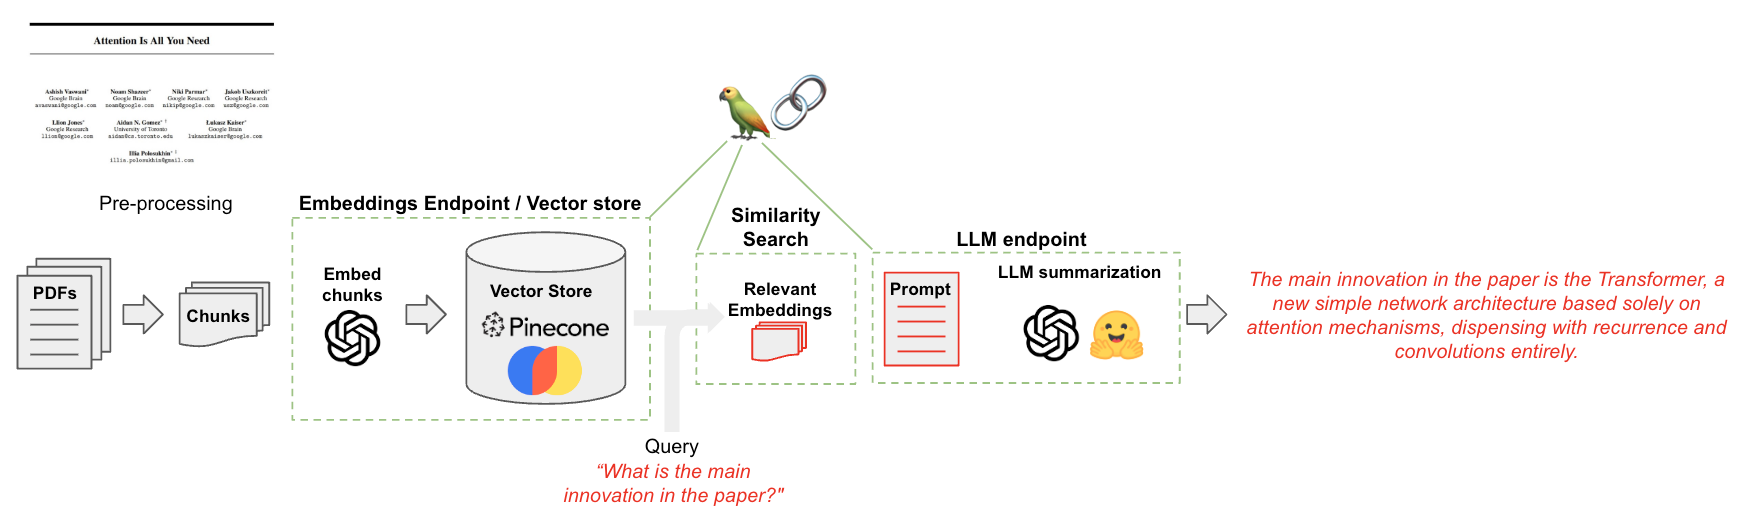 Attention Is All You Need
Ashish Vaswani* Noam Shazeer* Niki Parmar* Jakob Uszkoreit*
Google Brain Google Brain Google Research Google Research
avaswani@google.com noam@google.com nikip@google.com usz@google.com
Llion Jones* Aidan N. Gomez* † Łukasz Kaiser*
Google Research University of Toronto Google Brain
llion@google.com aidan@cs.toronto.edu lukaszkaiser@google.com
Illia Polosukhin* ‡
illia.polosukhin@gmail.com
Pre-processing
PDFs
Chunks
Embeddings Endpoint / Vector store
Embed
chunks
Vector Store
Pinecone
Query
“What is the main
innovation in the paper?"
Similarity
Search
Relevant
Embeddings
LLM endpoint
Prompt
LLM summarization
The main innovation in the paper is the Transformer, a
new simple network architecture based solely on
attention mechanisms, dispensing with recurrence and
convolutions entirely.